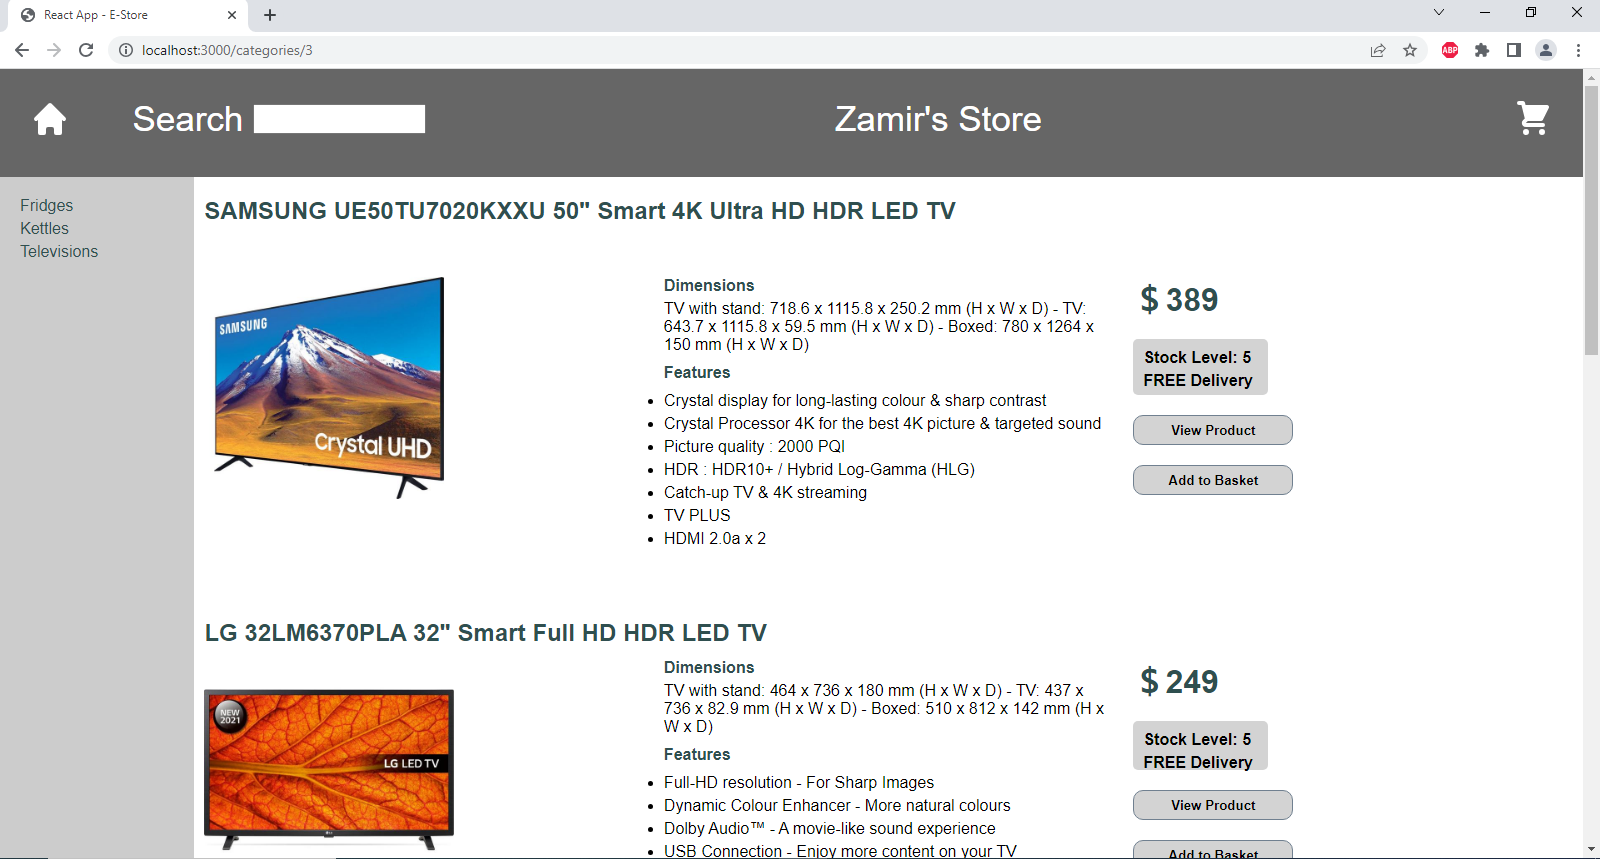 React App - E-Store
localhost:3000/categories/3
ABP
Search
Zamir's Store
Fridges
Kettles
Televisions
SAMSUNG UE50TU7020KXXU 50" Smart 4K Ultra HD HDR LED TV
SAMSUNG
Crystal UHD
Dimensions
TV with stand: 718.6 x 1115.8 x 250.2 mm (H x W x D) - TV:
643.7 x 1115.8 x 59.5 mm (H x W x D) - Boxed: 780 x 1264 x
150 mm (H x W x D)
Features
Crystal display for long-lasting colour & sharp contrast
Crystal Processor 4K for the best 4K picture & targeted sound
Picture quality : 2000 PQI
HDR : HDR10+ / Hybrid Log-Gamma (HLG)
Catch-up TV & 4K streaming
TV PLUS
HDMI 2.0a x 2
$ 389
Stock Level: 5
FREE Delivery
View Product
Add to Basket
LG 32LM6370PLA 32" Smart Full HD HDR LED TV
NEW
2021
LG LED TV
Dimensions
TV with stand: 464 x 736 x 180 mm (H x W x D) - TV: 437 x
736 x 82.9 mm (H x W x D) - Boxed: 510 x 812 x 142 mm (H x
W x D)
Features
Full-HD resolution - For Sharp Images
Dynamic Colour Enhancer - More natural colours
Dolby Audio™ - A movie-like sound experience
USB Connection - Enjoy more content on your TV
$ 249
Stock Level: 5
FREE Delivery
View Product
Add to Basket